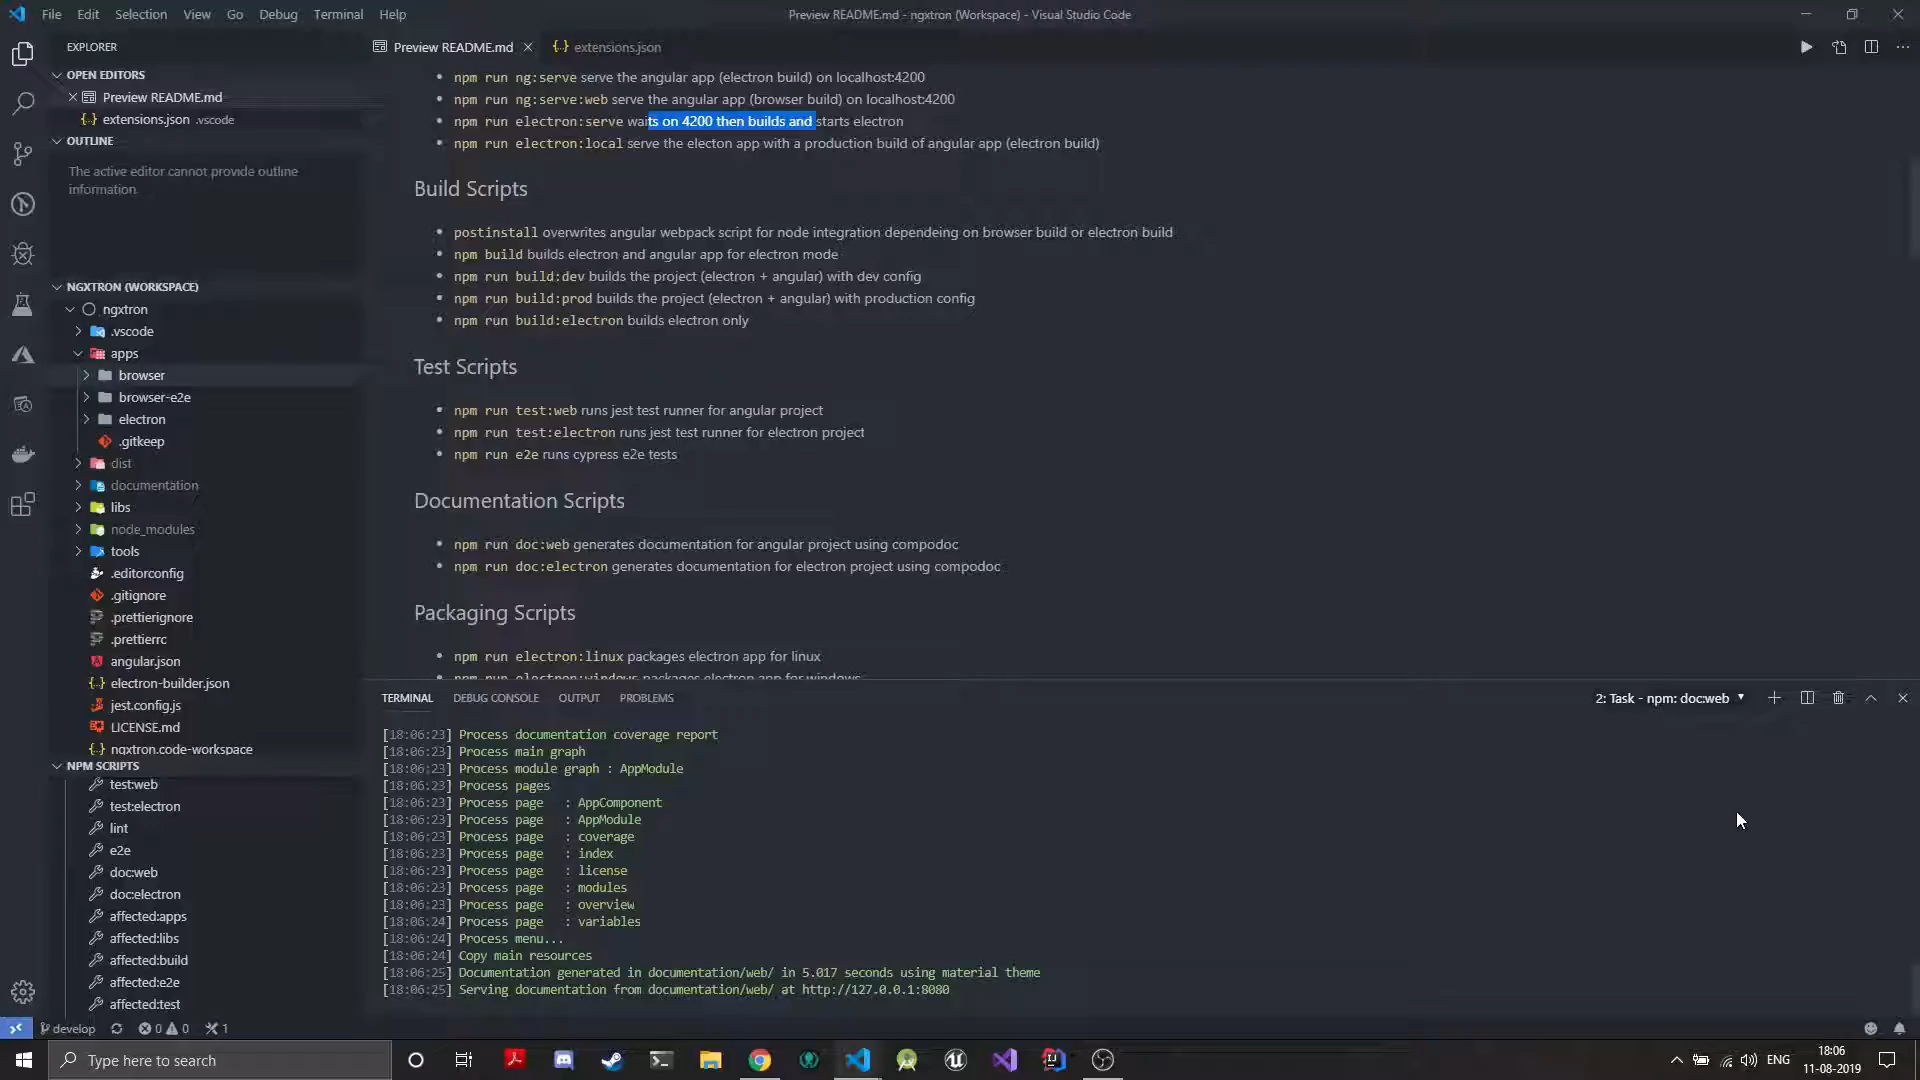 File Edit Selection View Go Debug Terminal Help
Preview README.md - ngxtron (Workspace) - Visual Studio Code
EXPLORER
OPEN EDITORS
Preview README.md
extensions.json .vscode
OUTLINE
The active editor cannot provide outline
information.
NGXTRON (WORKSPACE)
ngxtron
.vscode
apps
browser
browser-e2e
electron
.gitkeep
dist
documentation
libs
node_modules
tools
.editorconfig
.gitignore
.prettierignore
.prettierrc
angular.json
electron-builder.json
jest.config.js
LICENSE.md
ngxtron.code-workspace
NPM SCRIPTS
test:web
test:electron
lint
e2e
doc:web
doc:electron
affected:apps
affected:libs
affected:build
affected:e2e
affected:test
Preview README.md
extensions.json
npm run ng:serve serve the angular app (electron build) on localhost:4200
npm run ng:serve:web serve the angular app (browser build) on localhost:4200
npm run electron:serve waits on 4200 then builds and starts electron
npm run electron:local serve the electon app with a production build of angular app (electron build)
Build Scripts
postinstall overwrites angular webpack script for node integration dependeing on browser build or electron build
npm build builds electron and angular app for electron mode
npm run build:dev builds the project (electron + angular) with dev config
npm run build:prod builds the project (electron + angular) with production config
npm run build:electron builds electron only
Test Scripts
npm run test:web runs jest test runner for angular project
npm run test:electron runs jest test runner for electron project
npm run e2e runs cypress e2e tests
Documentation Scripts
npm run doc:web generates documentation for angular project using compodoc
npm run doc:electron generates documentation for electron project using compodoc
Packaging Scripts
npm run electron:linux packages electron app for linux
npm run electron:windows packages electron app for windows
TERMINAL DEBUG CONSOLE OUTPUT PROBLEMS
2: Task - npm: doc:web
[18:06:23] Process documentation coverage report
[18:06:23] Process main graph
[18:06:23] Process module graph : AppModule
[18:06:23] Process pages
[18:06:23] Process page : AppComponent
[18:06:23] Process page : AppModule
[18:06:23] Process page : coverage
[18:06:23] Process page : index
[18:06:23] Process page : license
[18:06:23] Process page : modules
[18:06:23] Process page : overview
[18:06:24] Process page : variables
[18:06:24] Process menu...
[18:06:24] Copy main resources
[18:06:25] Documentation generated in documentation/web/ in 5.017 seconds using material theme
[18:06:25] Serving documentation from documentation/web/ at http://127.0.0.1:8080
develop 0 0 1
Type here to search
ENG
18:06
11-08-2019